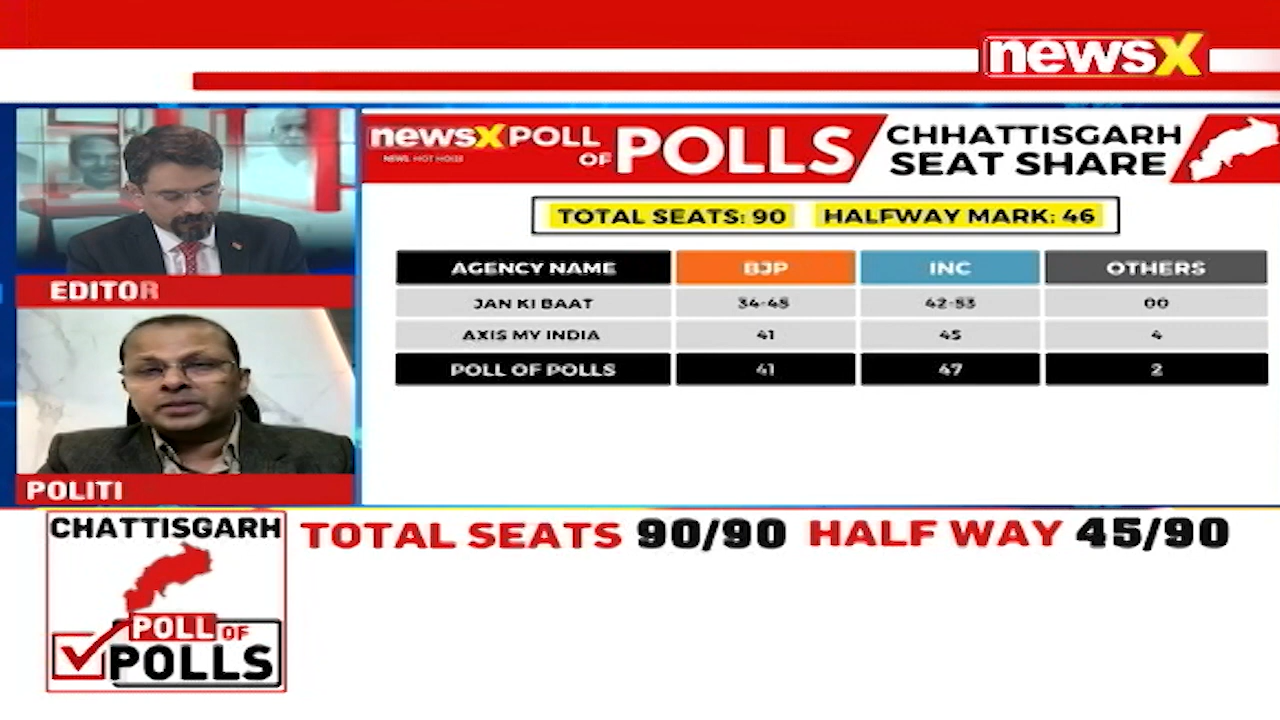 newsX
newsX POLL OF POLLS
NEWS, NOT NOISE
CHHATTISGARH
SEAT SHARE
TOTAL SEATS: 90 HALFWAY MARK: 46
AGENCY NAME BJP INC OTHERS
JAN KI BAAT 34-45 42-53 00
AXIS MY INDIA 41 45 4
POLL OF POLLS 41 47 2
EDITOR
POLITI
CHATTISGARH
POLL OF
POLLS
TOTAL SEATS 90/90 HALF WAY 45/90